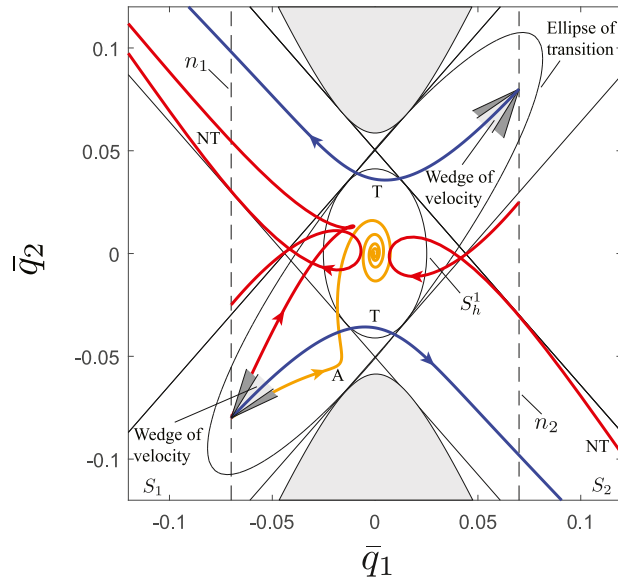 Ellipse of
transition
0.1
n₁
NT
Wedge of
velocity
0.05
T
q̄₂
0
S¹ₕ
T
-0.05
A
Wedge of
velocity
n₂
NT
-0.1
S₁
S₂
-0.1
-0.05
0
0.05
0.1
q̄₁